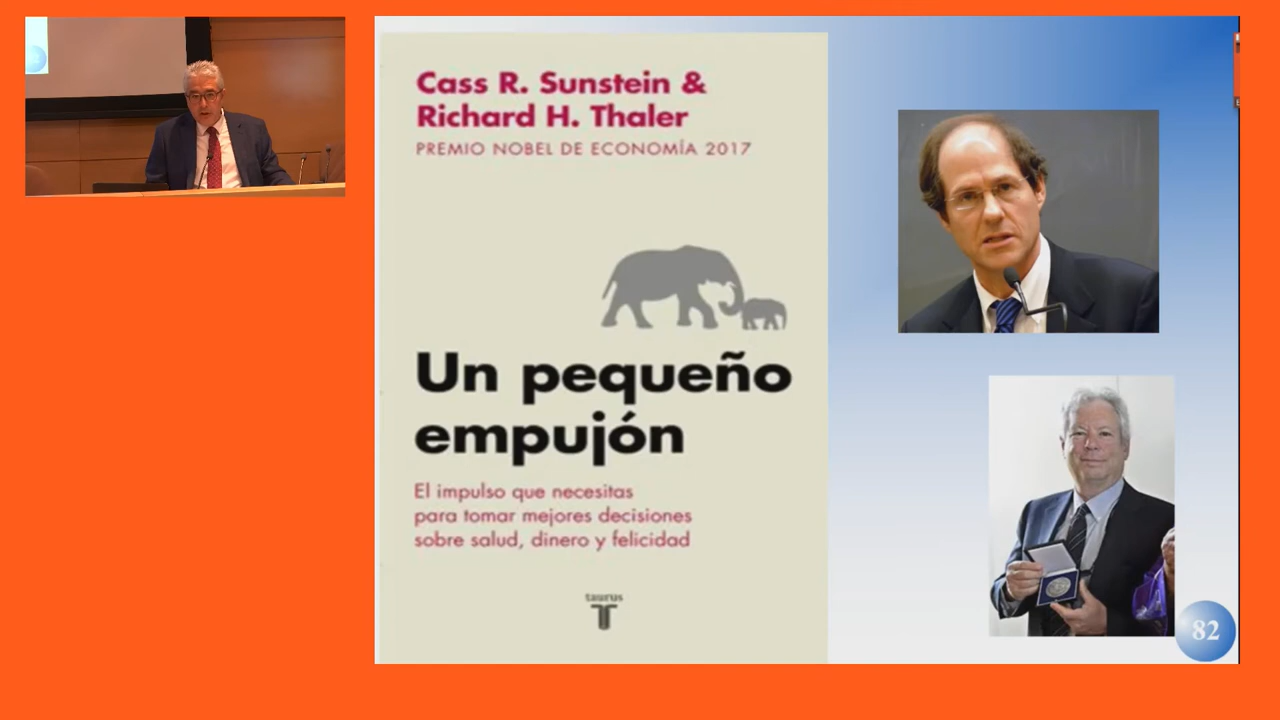 Cass R. Sunstein &
Richard H. Thaler
PREMIO NOBEL DE ECONOMÍA 2017
Un pequeño
empujón
El impulso que necesitas
para tomar mejores decisiones
sobre salud, dinero y felicidad
taurus
T
82